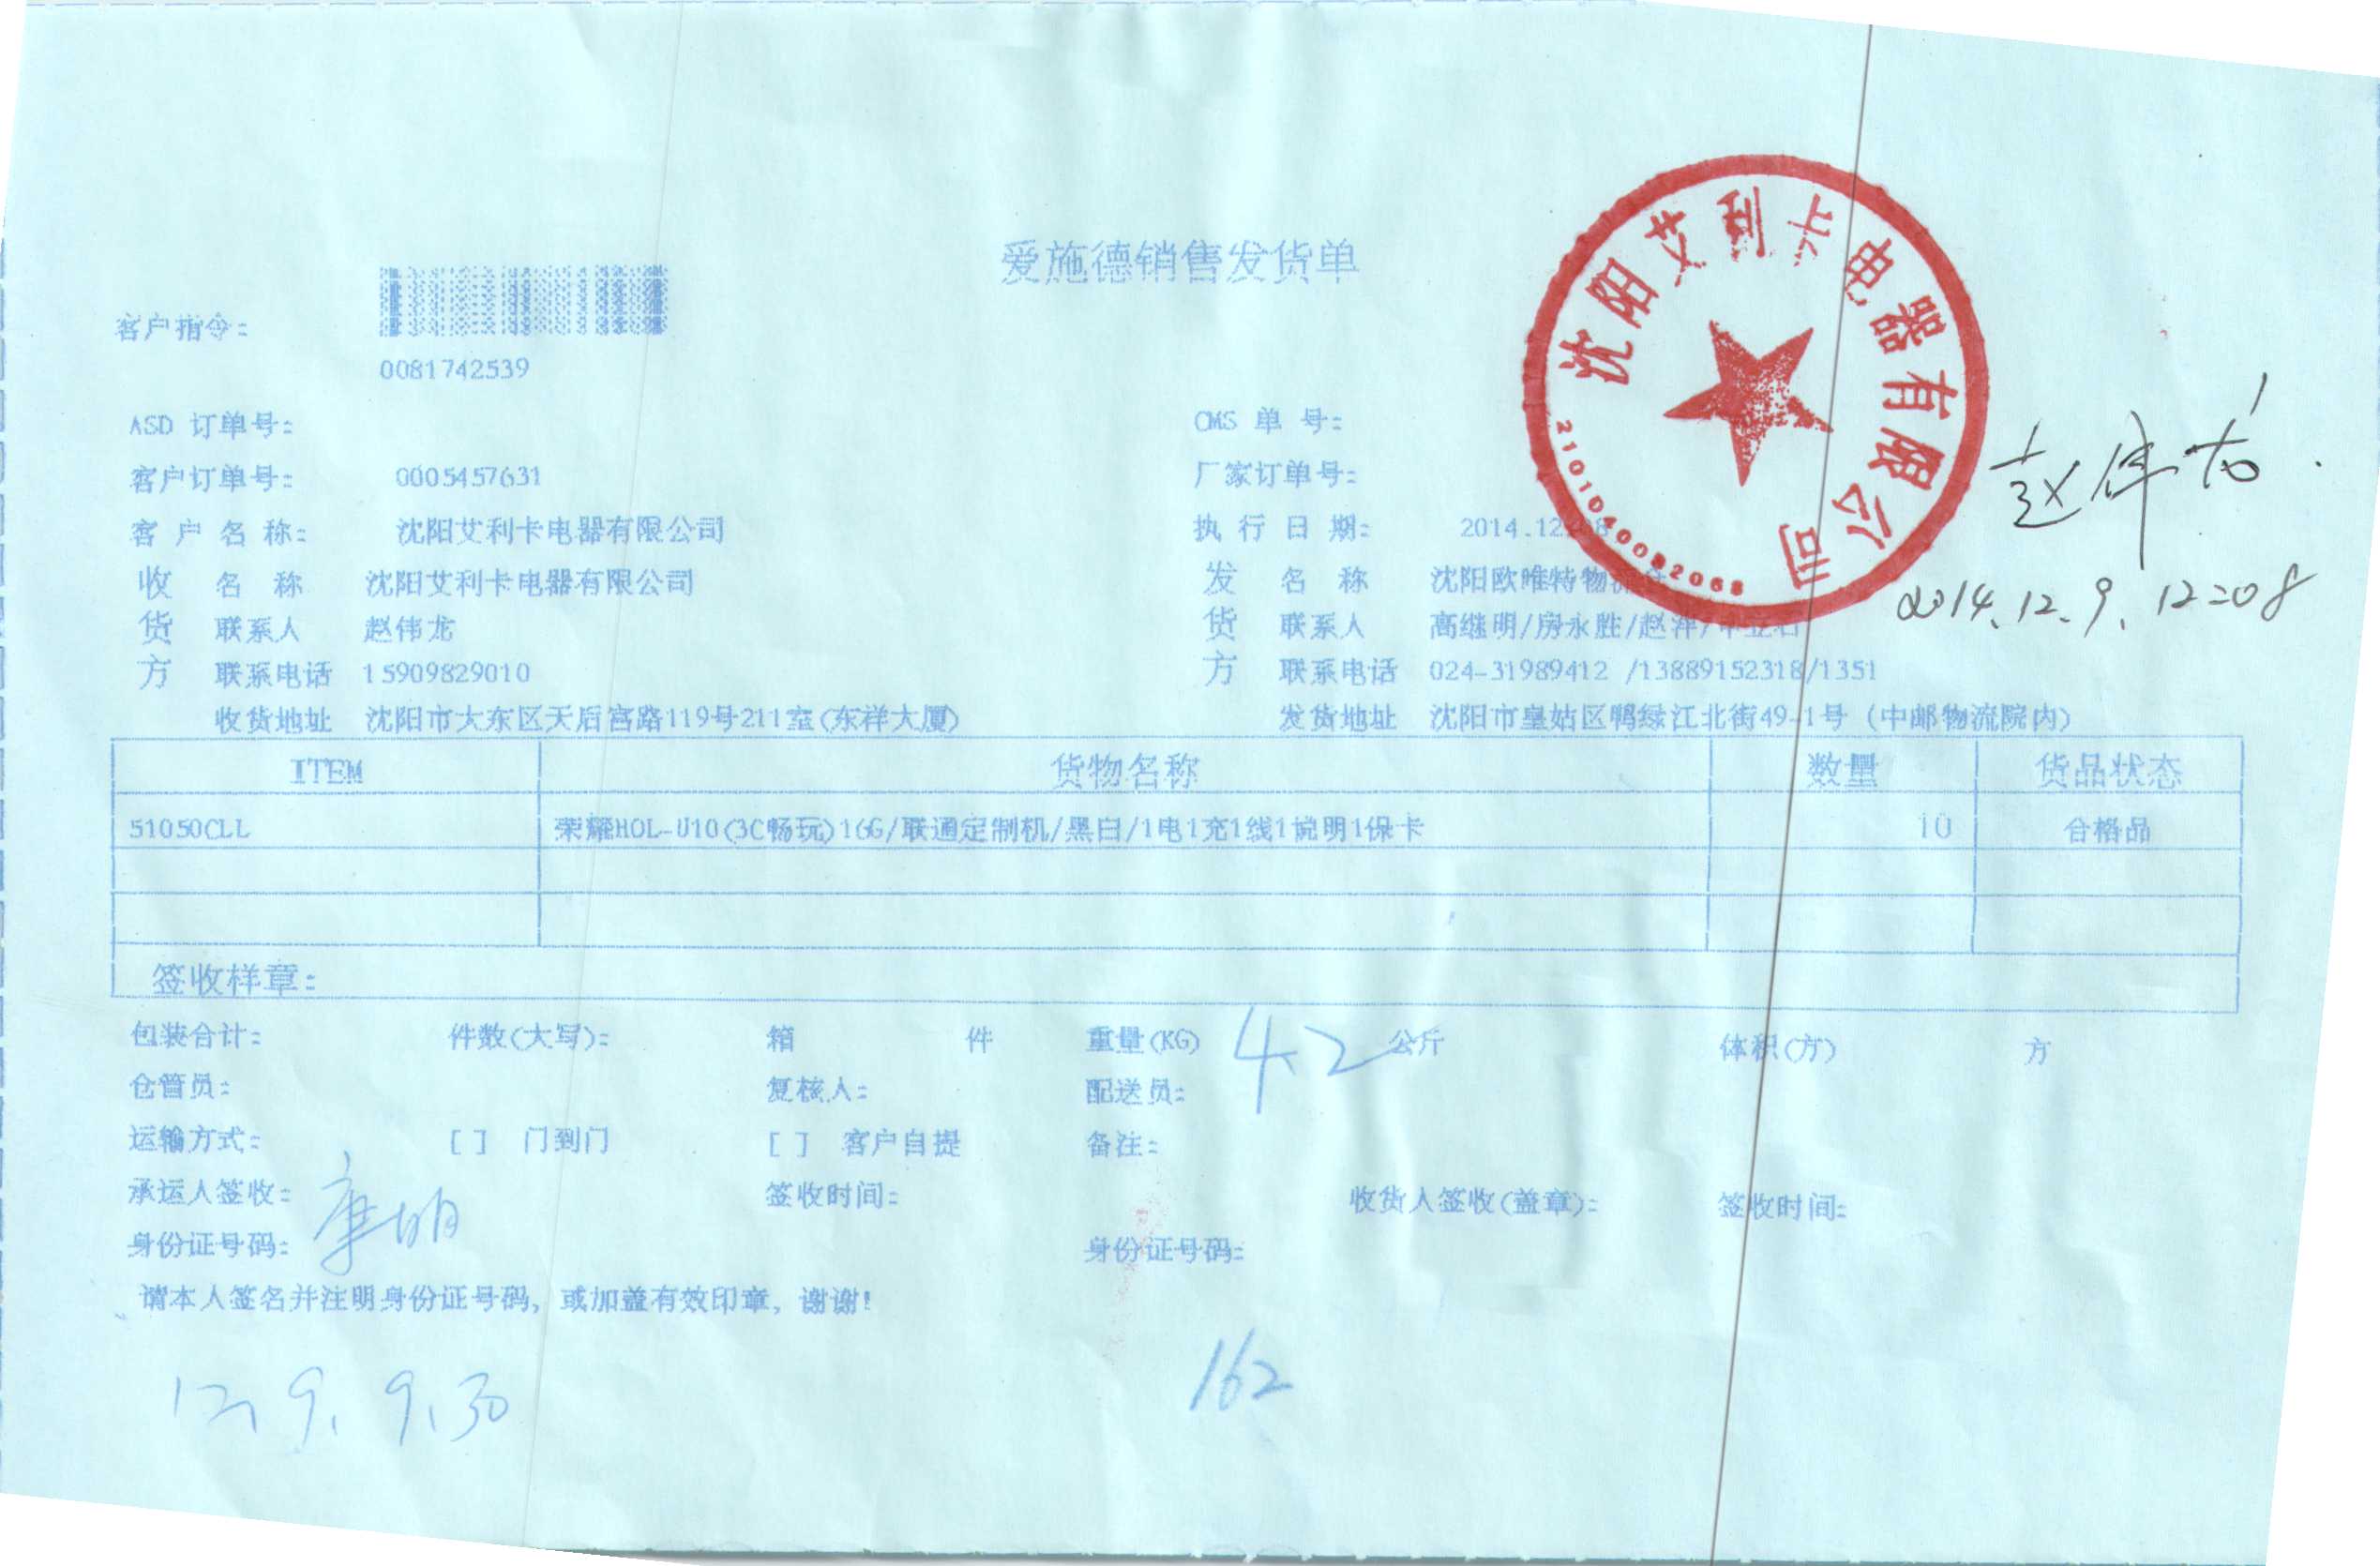 爱施德销售发货单
客户指令:
0081742539
ASD 订单号:
CMS 单 号:
客户订单号: 0005457631
厂家订单号:
客 户 名 称: 沈阳艾利卡电器有限公司
执 行 日 期: 2014.12.08
收 名 称 沈阳艾利卡电器有限公司
发 名 称 沈阳欧唯特物流
货 联系人 赵伟龙
货 联系人 高继明/房永胜/赵萍/
方 联系电话 15909829010
方 联系电话 024-31989412 /13889152318/1351
收货地址 沈阳市大东区天后宫路119号211室(东祥大厦)
发货地址 沈阳市皇姑区鸭绿江北街49-1号 (中邮物流院内)
沈阳艾利卡电器有限公司
2101040092068
赵伟龙
2014.12.9. 12:08
ITEM 货物名称 数量 货品状态
51050CLL 荣耀HOL-U10(3C畅玩)16G/联通定制机/黑白/1电1充1线1说明1保卡 10 合格品
签收样章:
包装合计: 件数(大写): 箱 件 重量(KG) 42 公斤 体积(方) 方
仓管员: 复核人: 配送员:
运输方式: [ ] 门到门 [ ] 客户自提 备注:
承运人签收: 签收时间: 收货人签收(盖章): 签收时间:
身份证号码: 身份证号码:
请本人签名并注明身份证号码, 或加盖有效印章, 谢谢!
12.9. 9.30
162